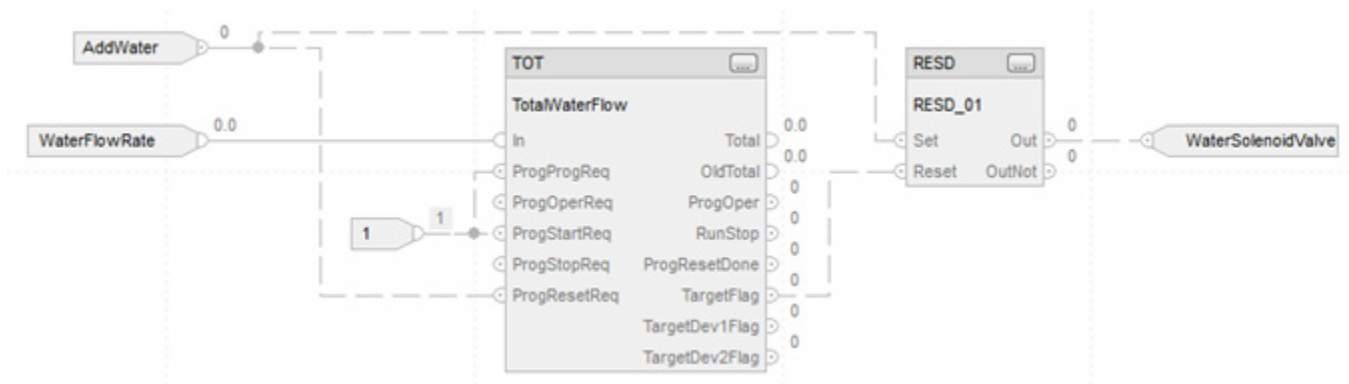 AddWater 0
TOT ...
RESD ...
TotalWaterFlow
RESD_01
WaterFlowRate 0.0
In Total 0.0
Set Out 0
WaterSolenoidValve
ProgProgReq OldTotal 0.0
Reset OutNot 0
ProgOperReq ProgOper 0
1 1
ProgStartReq RunStop 0
ProgStopReq ProgResetDone 0
ProgResetReq TargetFlag 0
TargetDev1Flag 0
TargetDev2Flag 0